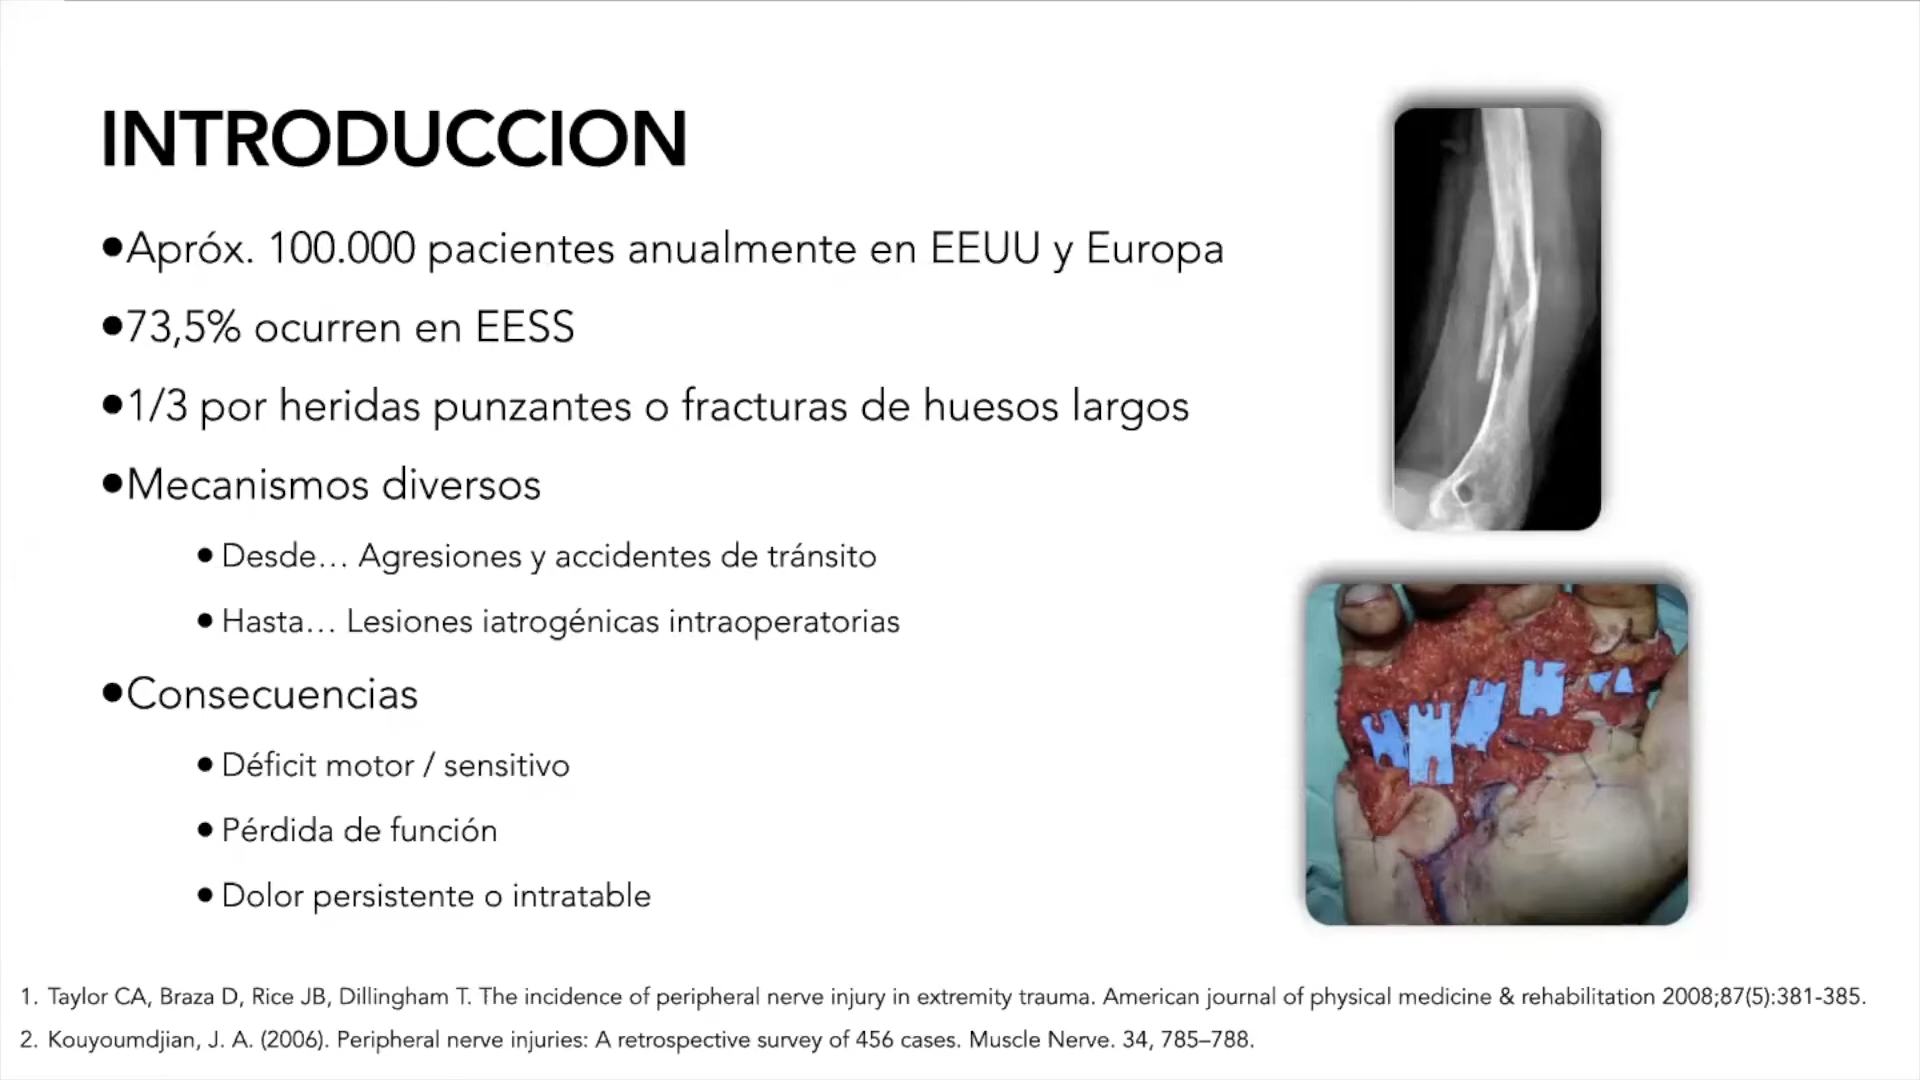 INTRODUCCION
•Apróx. 100.000 pacientes anualmente en EEUU y Europa
•73,5% ocurren en EESS
•1/3 por heridas punzantes o fracturas de huesos largos
•Mecanismos diversos
• Desde... Agresiones y accidentes de tránsito
• Hasta... Lesiones iatrogénicas intraoperatorias
•Consecuencias
• Déficit motor / sensitivo
• Pérdida de función
• Dolor persistente o intratable
1. Taylor CA, Braza D, Rice JB, Dillingham T. The incidence of peripheral nerve injury in extremity trauma. American journal of physical medicine & rehabilitation 2008;87(5):381-385.
2. Kouyoumdjian, J. A. (2006). Peripheral nerve injuries: A retrospective survey of 456 cases. Muscle Nerve. 34, 785–788.